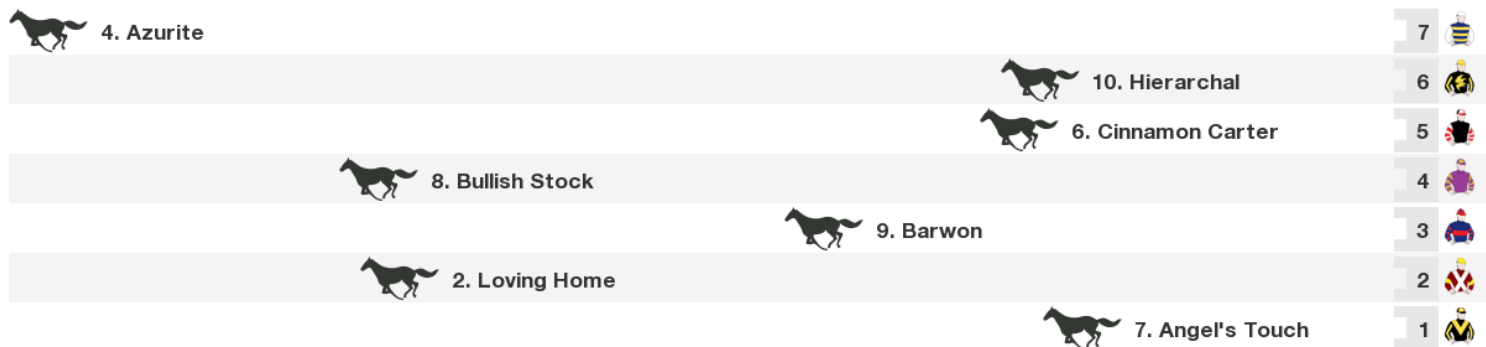 4. Azurite 7
10. Hierarchal 6
6. Cinnamon Carter 5
8. Bullish Stock 4
9. Barwon 3
2. Loving Home 2
7. Angel's Touch 1